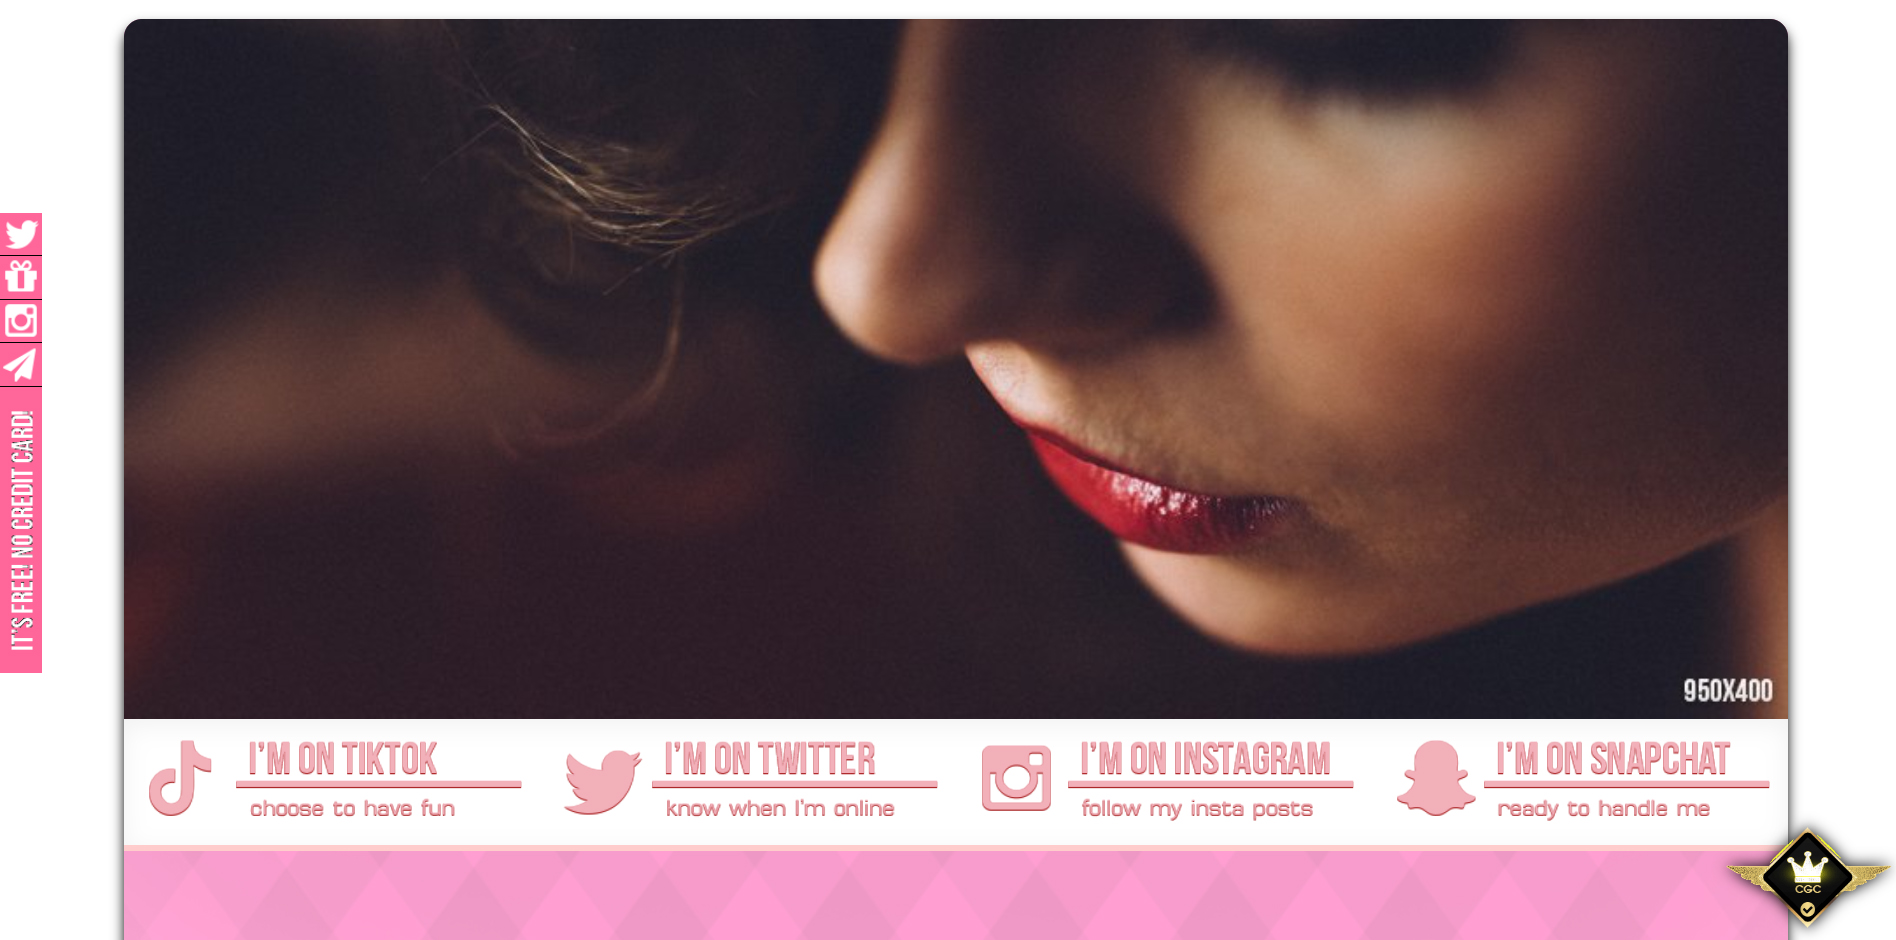 IT'S FREE! NO CREDIT CARD!
950X400
I'M ON TIKTOK
choose to have fun
I'M ON TWITTER
know when I'm online
I'M ON INSTAGRAM
follow my insta posts
I'M ON SNAPCHAT
ready to handle me
CGC